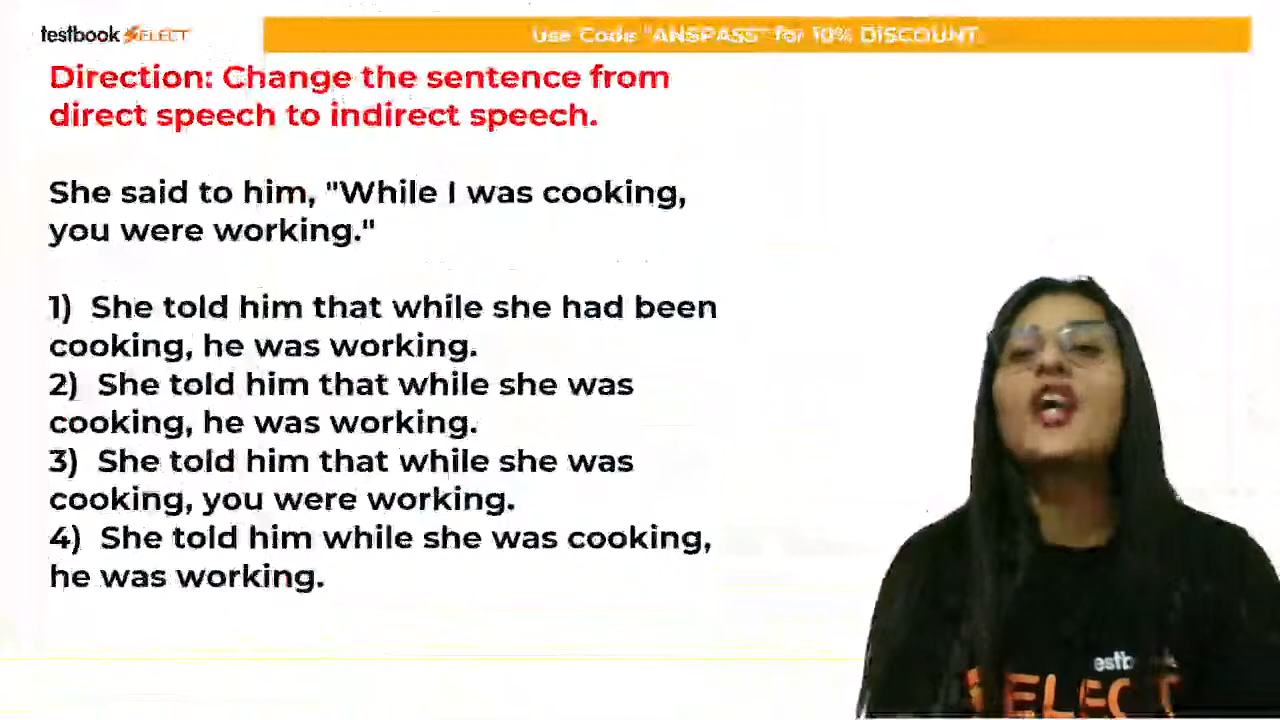 testbook SELECT
Use Code "ANSPASS" for 10% DISCOUNT
Direction: Change the sentence from
direct speech to indirect speech.
She said to him, "While I was cooking,
you were working."
1) She told him that while she had been
cooking, he was working.
2) She told him that while she was
cooking, he was working.
3) She told him that while she was
cooking, you were working.
4) She told him while she was cooking,
he was working.
SELECT